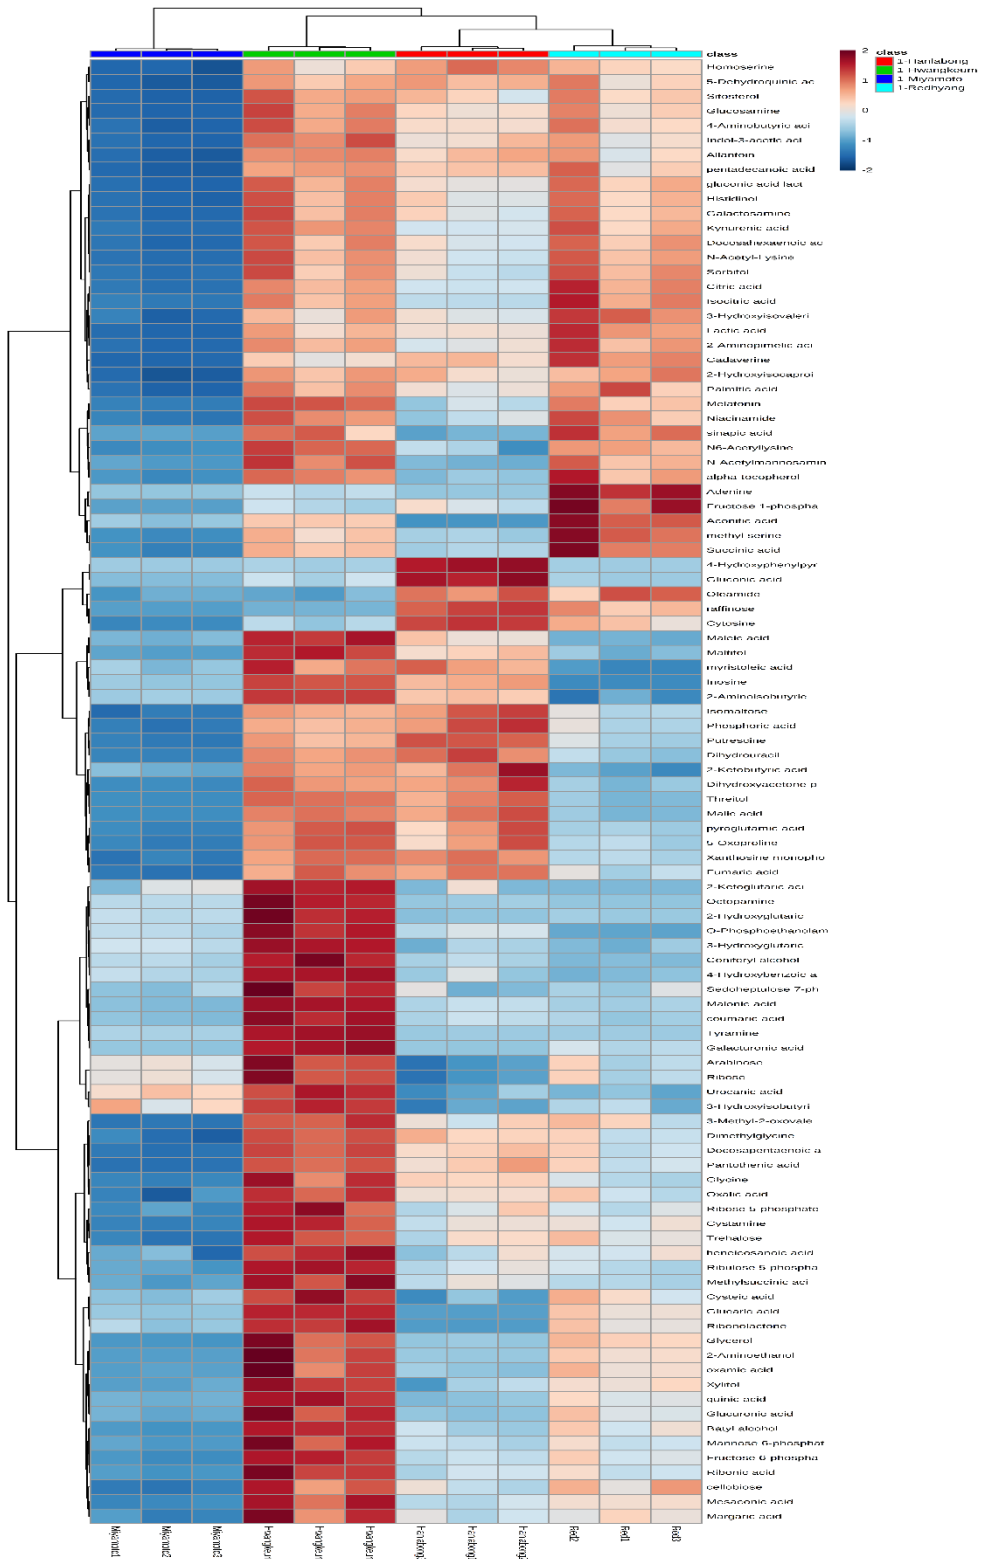 class
Homoserine
5-Dehydroquinic ac
Sitosterol
Glucosamine
4-Aminobutyric aci
Indol-3-acetic aci
Allantoin
pentadecanoic acid
gluconic acid lact
Histidinol
Galactosamine
Kynurenic acid
Docosahexaenoic ac
N-Acetyl-Lysine
Sorbitol
Citric acid
Isocitric acid
3-Hydroxyisovaleri
Lactic acid
2-Aminopimelic aci
Cadaverine
2-Hydroxyisocaproi
Palmitic acid
Melatonin
Niacinamide
sinapic acid
N6-Acetyllysine
N-Acetylmannosamin
alpha tocopherol
Adenine
Fructose 1-phospha
Aconitic acid
methyl serine
Succinic acid
4-Hydroxyphenylpyr
Gluconic acid
Oleamide
raffinose
Cytosine
Maleic acid
Maltitol
myristoleic acid
Inosine
2-Aminoisobutyric
Isomaltose
Phosphoric acid
Putrescine
Dihydrouracil
2-Ketobutyric acid
Dihydroxyacetone p
Threitol
Malic acid
pyroglutamic acid
5-Oxoproline
Xanthosine monopho
Fumaric acid
2-Ketoglutaric aci
Octopamine
2-Hydroxyglutaric
O-Phosphoethanolam
3-Hydroxyglutaric
Coniferyl alcohol
4-Hydroxybenzoic a
Sedoheptulose 7-ph
Malonic acid
coumaric acid
Tyramine
Galacturonic acid
Arabinose
Ribose
Urocanic acid
3-Hydroxyisobutyri
3-Methyl-2-oxovale
Dimethylglycine
Docosapentaenoic a
Pantothenic acid
Glycine
Oxalic acid
Ribose 5-phosphate
Cystamine
Trehalose
heneicosanoic acid
Ribulose 5-phospha
Methylsuccinic aci
Cysteic acid
Glucaric acid
Ribonolactone
Glycerol
2-Aminoethanol
oxamic acid
Xylitol
quinic acid
Glucuronic acid
Batyl alcohol
Mannose 6-phosphat
Fructose 6-phospha
Ribonic acid
cellobiose
Mesaconic acid
Margaric acid
2
1
0
-1
-2
class
1-Hanlabong
1-Hwangkeum
1-Miyamoto
1-Redhyang
Miyamoto1
Miyamoto2
Miyamoto3
Red2
Red1
Red3